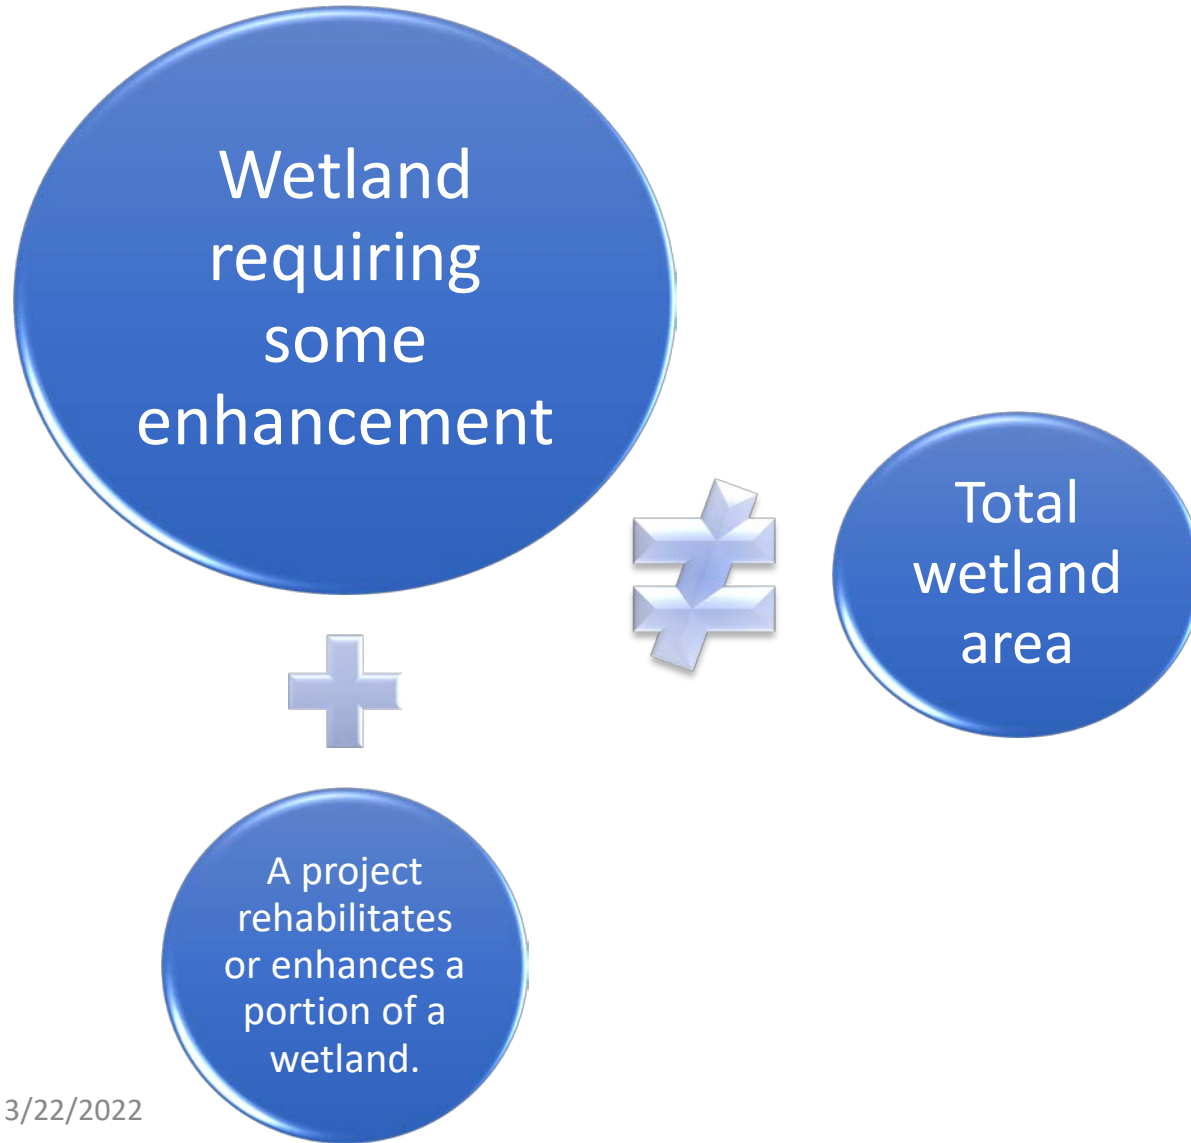 Wetland
requiring
some
enhancement
Total
wetland
area
A project
rehabilitates
or enhances a
portion of a
wetland.
3/22/2022